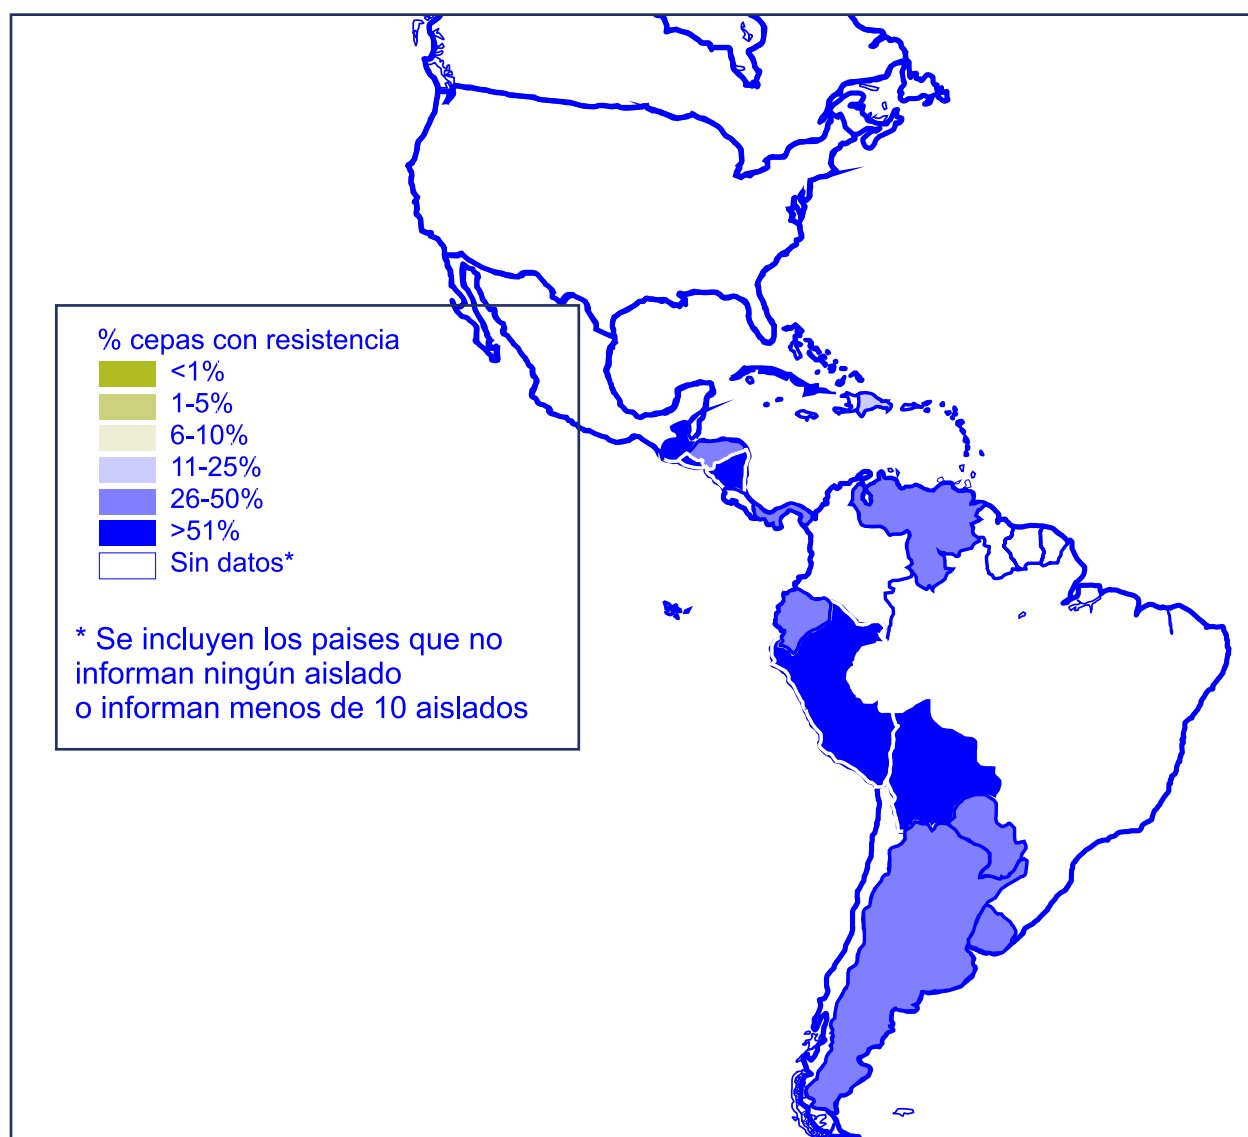 % cepas con resistencia
<1%
1-5%
6-10%
11-25%
26-50%
>51%
Sin datos*
* Se incluyen los paises que no
informan ningún aislado
o informan menos de 10 aislados